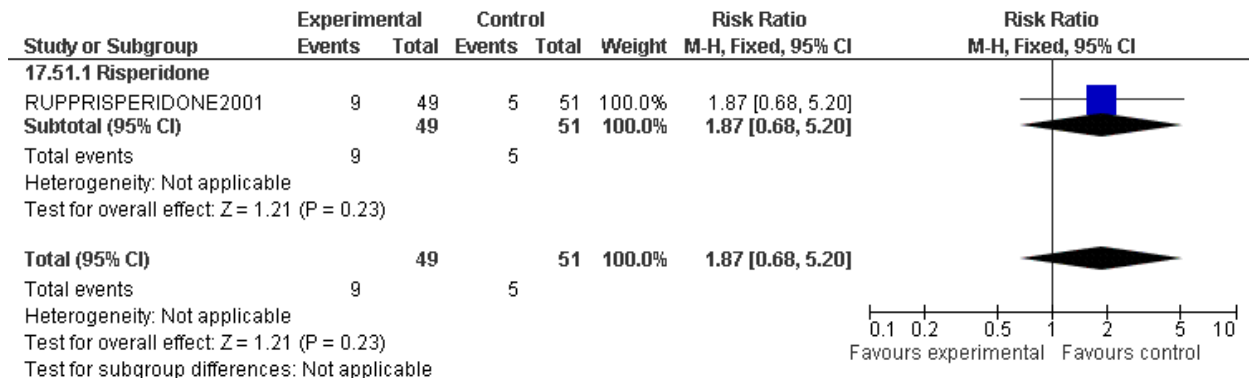 Experimental Control Risk Ratio Risk Ratio
Study or Subgroup Events Total Events Total Weight M-H, Fixed, 95% CI M-H, Fixed, 95% CI
17.51.1 Risperidone
RUPPRISPERIDONE2001 9 49 5 51 100.0% 1.87 [0.68, 5.20]
Subtotal (95% CI) 49 51 100.0% 1.87 [0.68, 5.20]
Total events 9 5
Heterogeneity: Not applicable
Test for overall effect: Z = 1.21 (P = 0.23)
Total (95% CI) 49 51 100.0% 1.87 [0.68, 5.20]
Total events 9 5
Heterogeneity: Not applicable
Test for overall effect: Z = 1.21 (P = 0.23)
Test for subgroup differences: Not applicable
0.1 0.2 0.5 1 2 5 10
Favours experimental Favours control